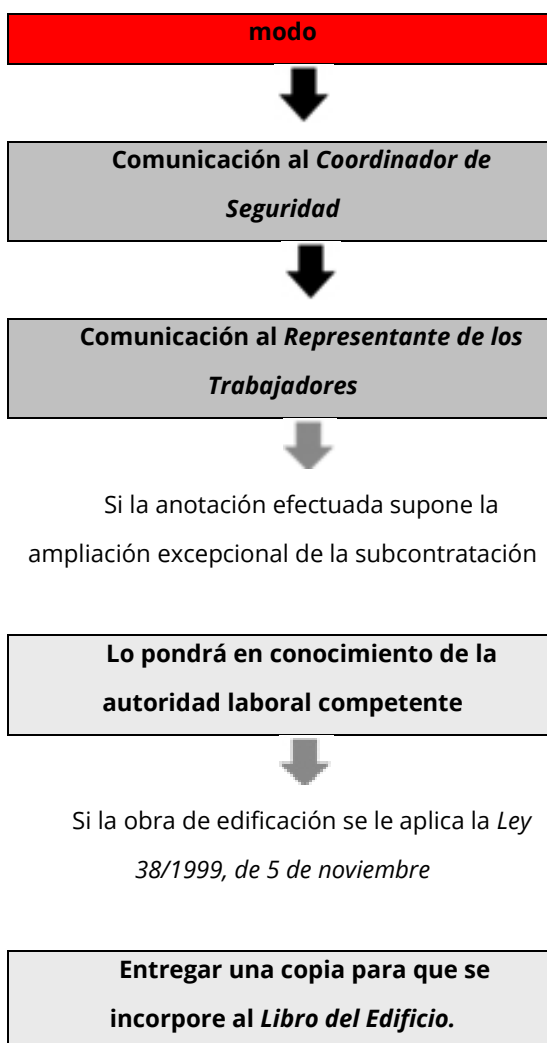 modo
Comunicación al Coordinador de
Seguridad
Comunicación al Representante de los
Trabajadores
Si la anotación efectuada supone la
ampliación excepcional de la subcontratación
Lo pondrá en conocimiento de la
autoridad laboral competente
Si la obra de edificación se le aplica la Ley
38/1999, de 5 de noviembre
Entregar una copia para que se
incorpore al Libro del Edificio.